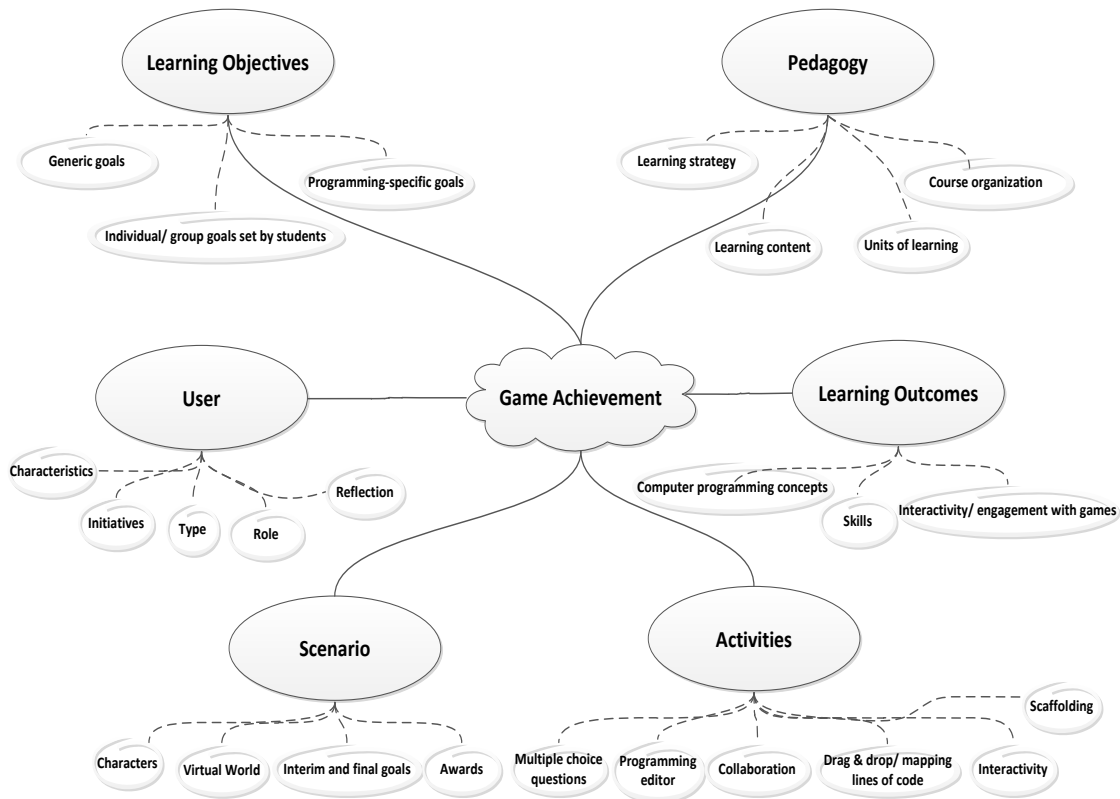 Learning Objectives
Pedagogy
Generic goals
Programming-specific goals
Individual/ group goals set by students
Learning strategy
Course organization
Learning content
Units of learning
User
Game Achievement
Learning Outcomes
Characteristics
Initiatives
Type
Role
Reflection
Computer programming concepts
Skills
Interactivity/ engagement with games
Scenario
Activities
Characters
Virtual World
Interim and final goals
Awards
Multiple choice
questions
Programming
editor
Collaboration
Drag & drop/ mapping
lines of code
Interactivity
Scaffolding